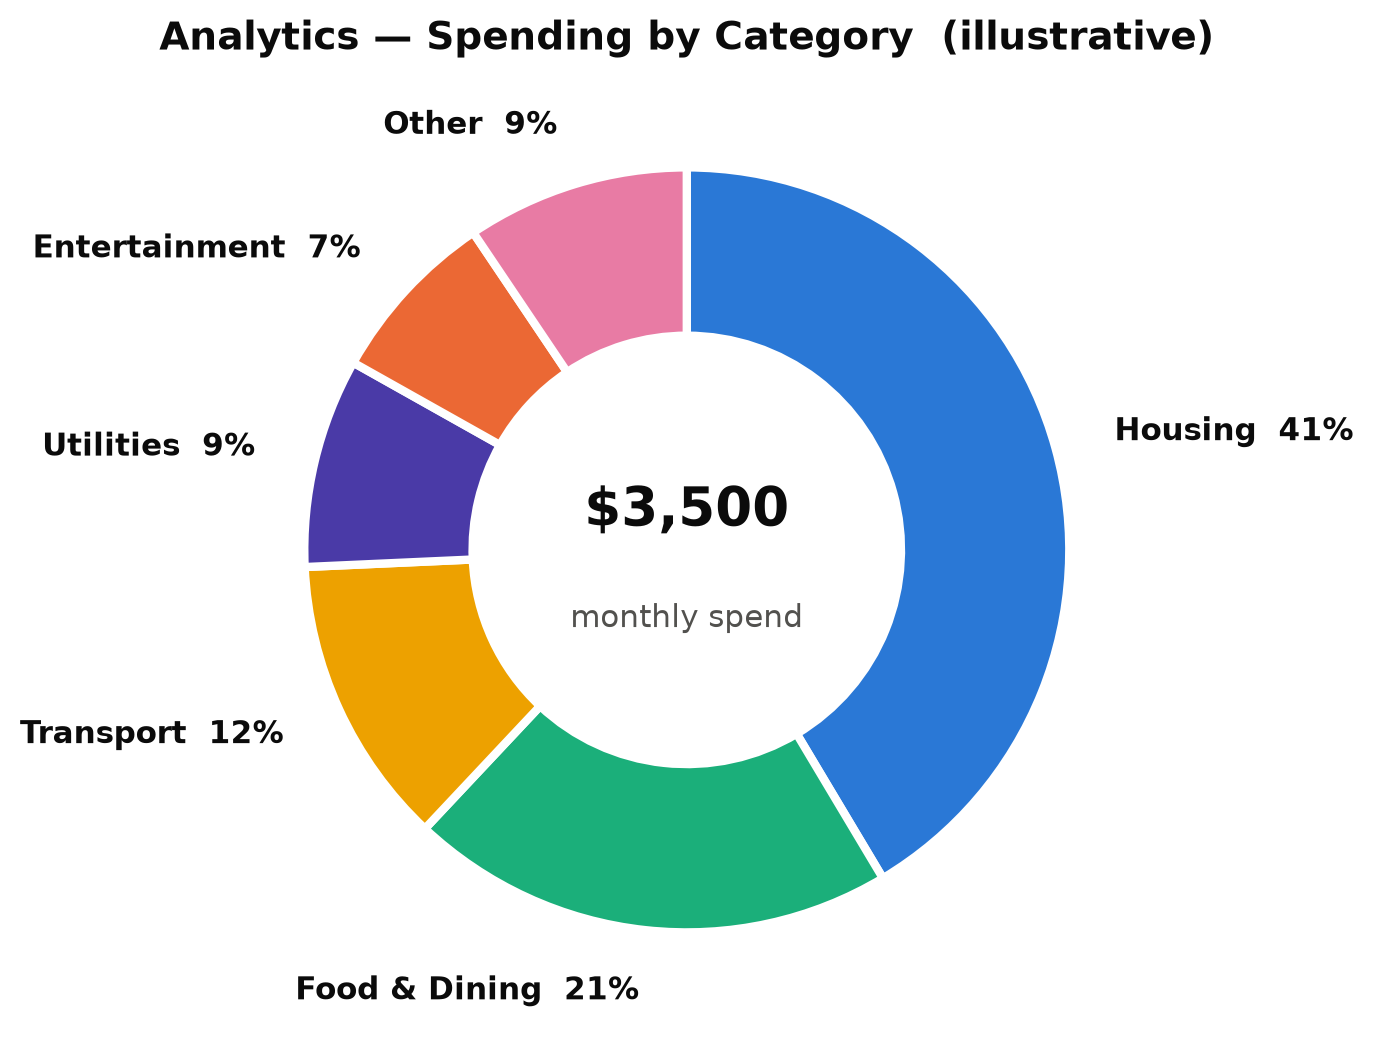 Analytics — Spending by Category  (illustrative)
Other  9%
Entertainment  7%
Housing  41%
Utilities  9%
$3,500
monthly spend
Transport  12%
Food & Dining  21%